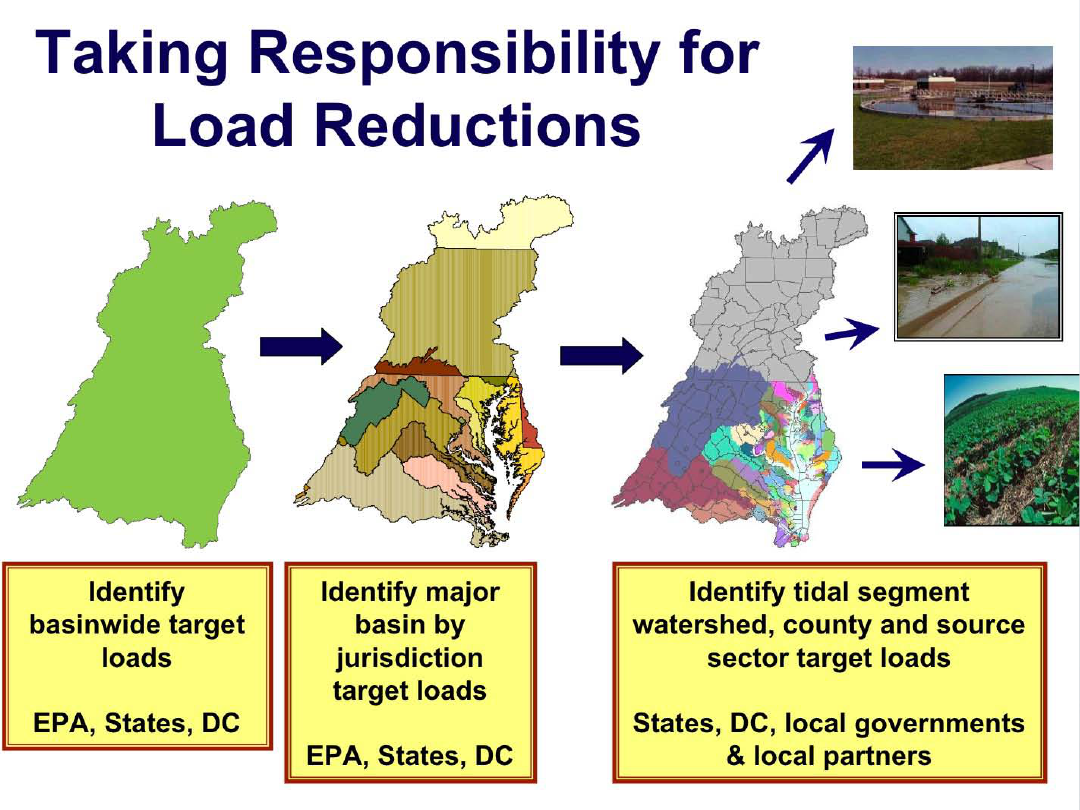 Taking Responsibility for
Load Reductions
Identify
basinwide target
loads
EPA, States, DC
Identify major
basin by
jurisdiction
target loads
EPA, States, DC
Identify tidal segment
watershed, county and source
sector target loads
States, DC, local governments
& local partners